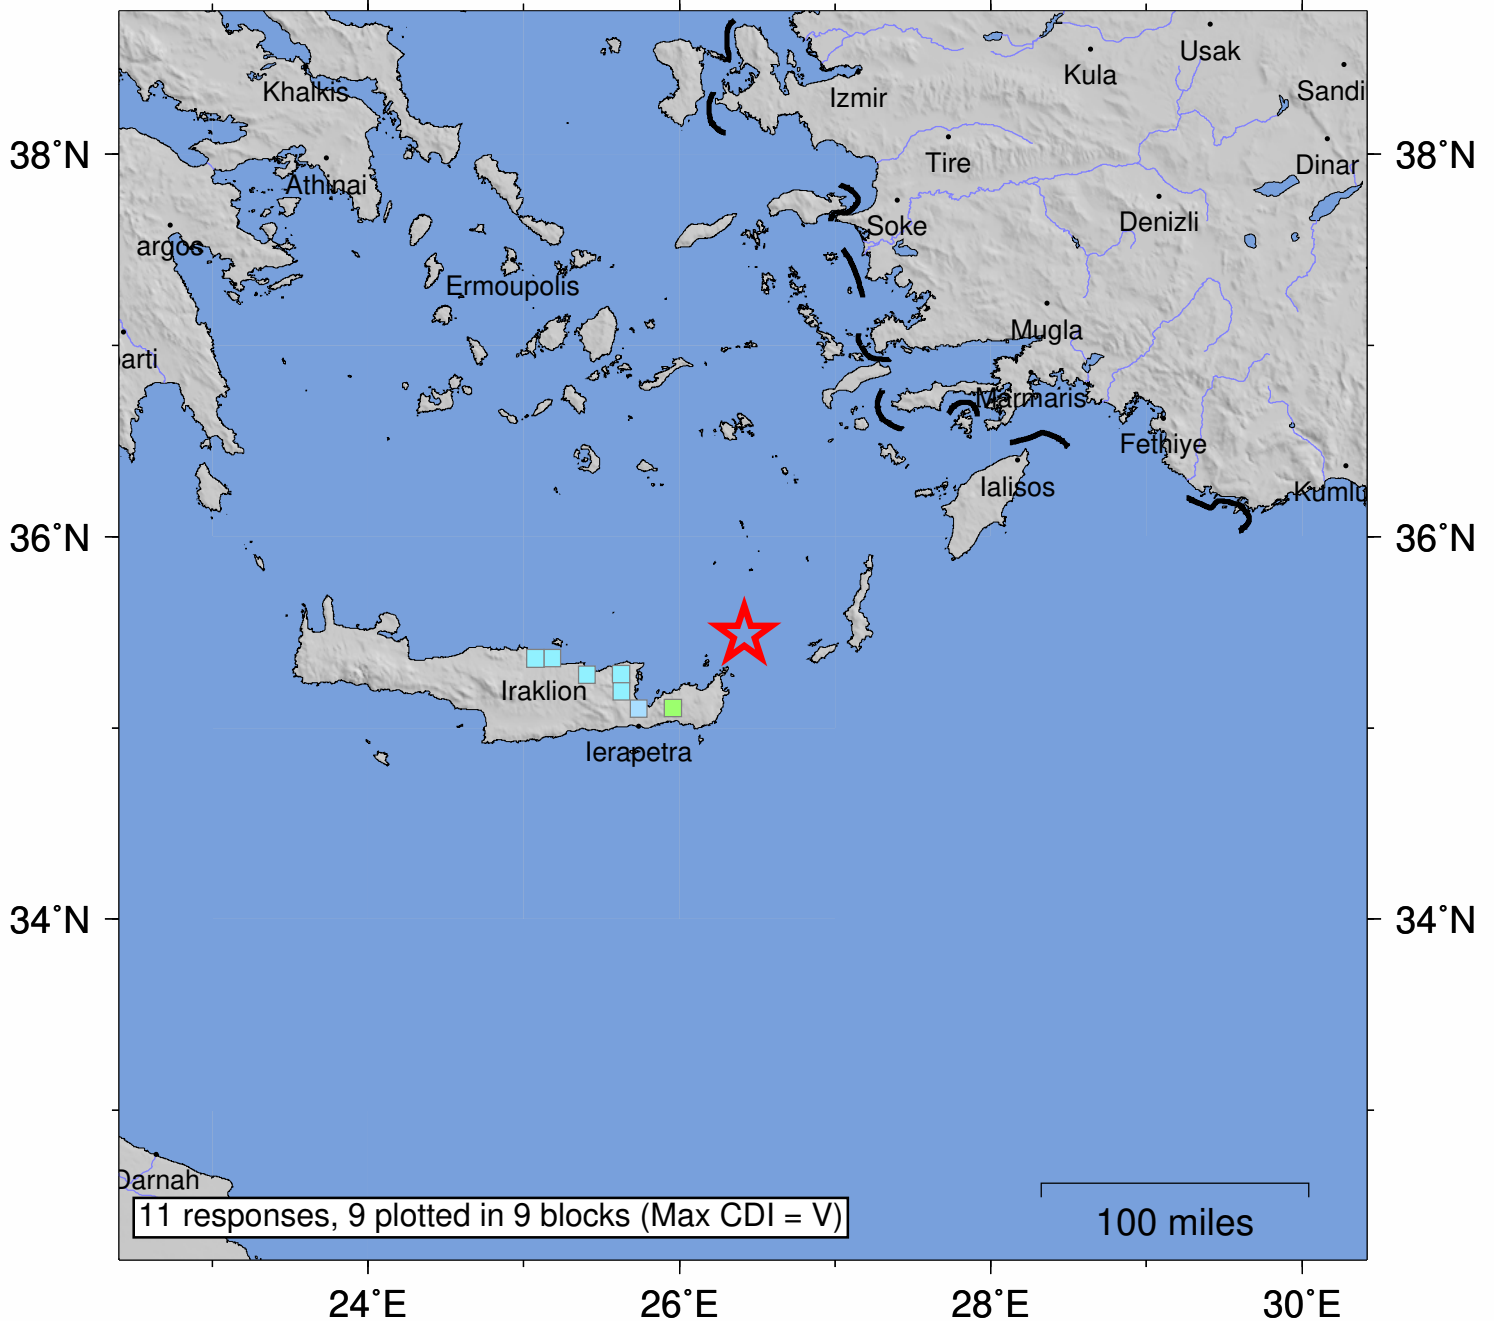 Usak
Kula
Khalkis
Izmir
Sandi
38°N
38°N
Tire
Dinar
Athinai
Soke
Denizli
argos
Ermoupolis
Mugla
arti
Marmaris
Fethiye
Ialisos
Kumlu
36°N
36°N
Iraklion
Ierapetra
34°N
34°N
Darnah
11 responses, 9 plotted in 9 blocks (Max CDI = V)
100 miles
24°E
26°E
28°E
30°E